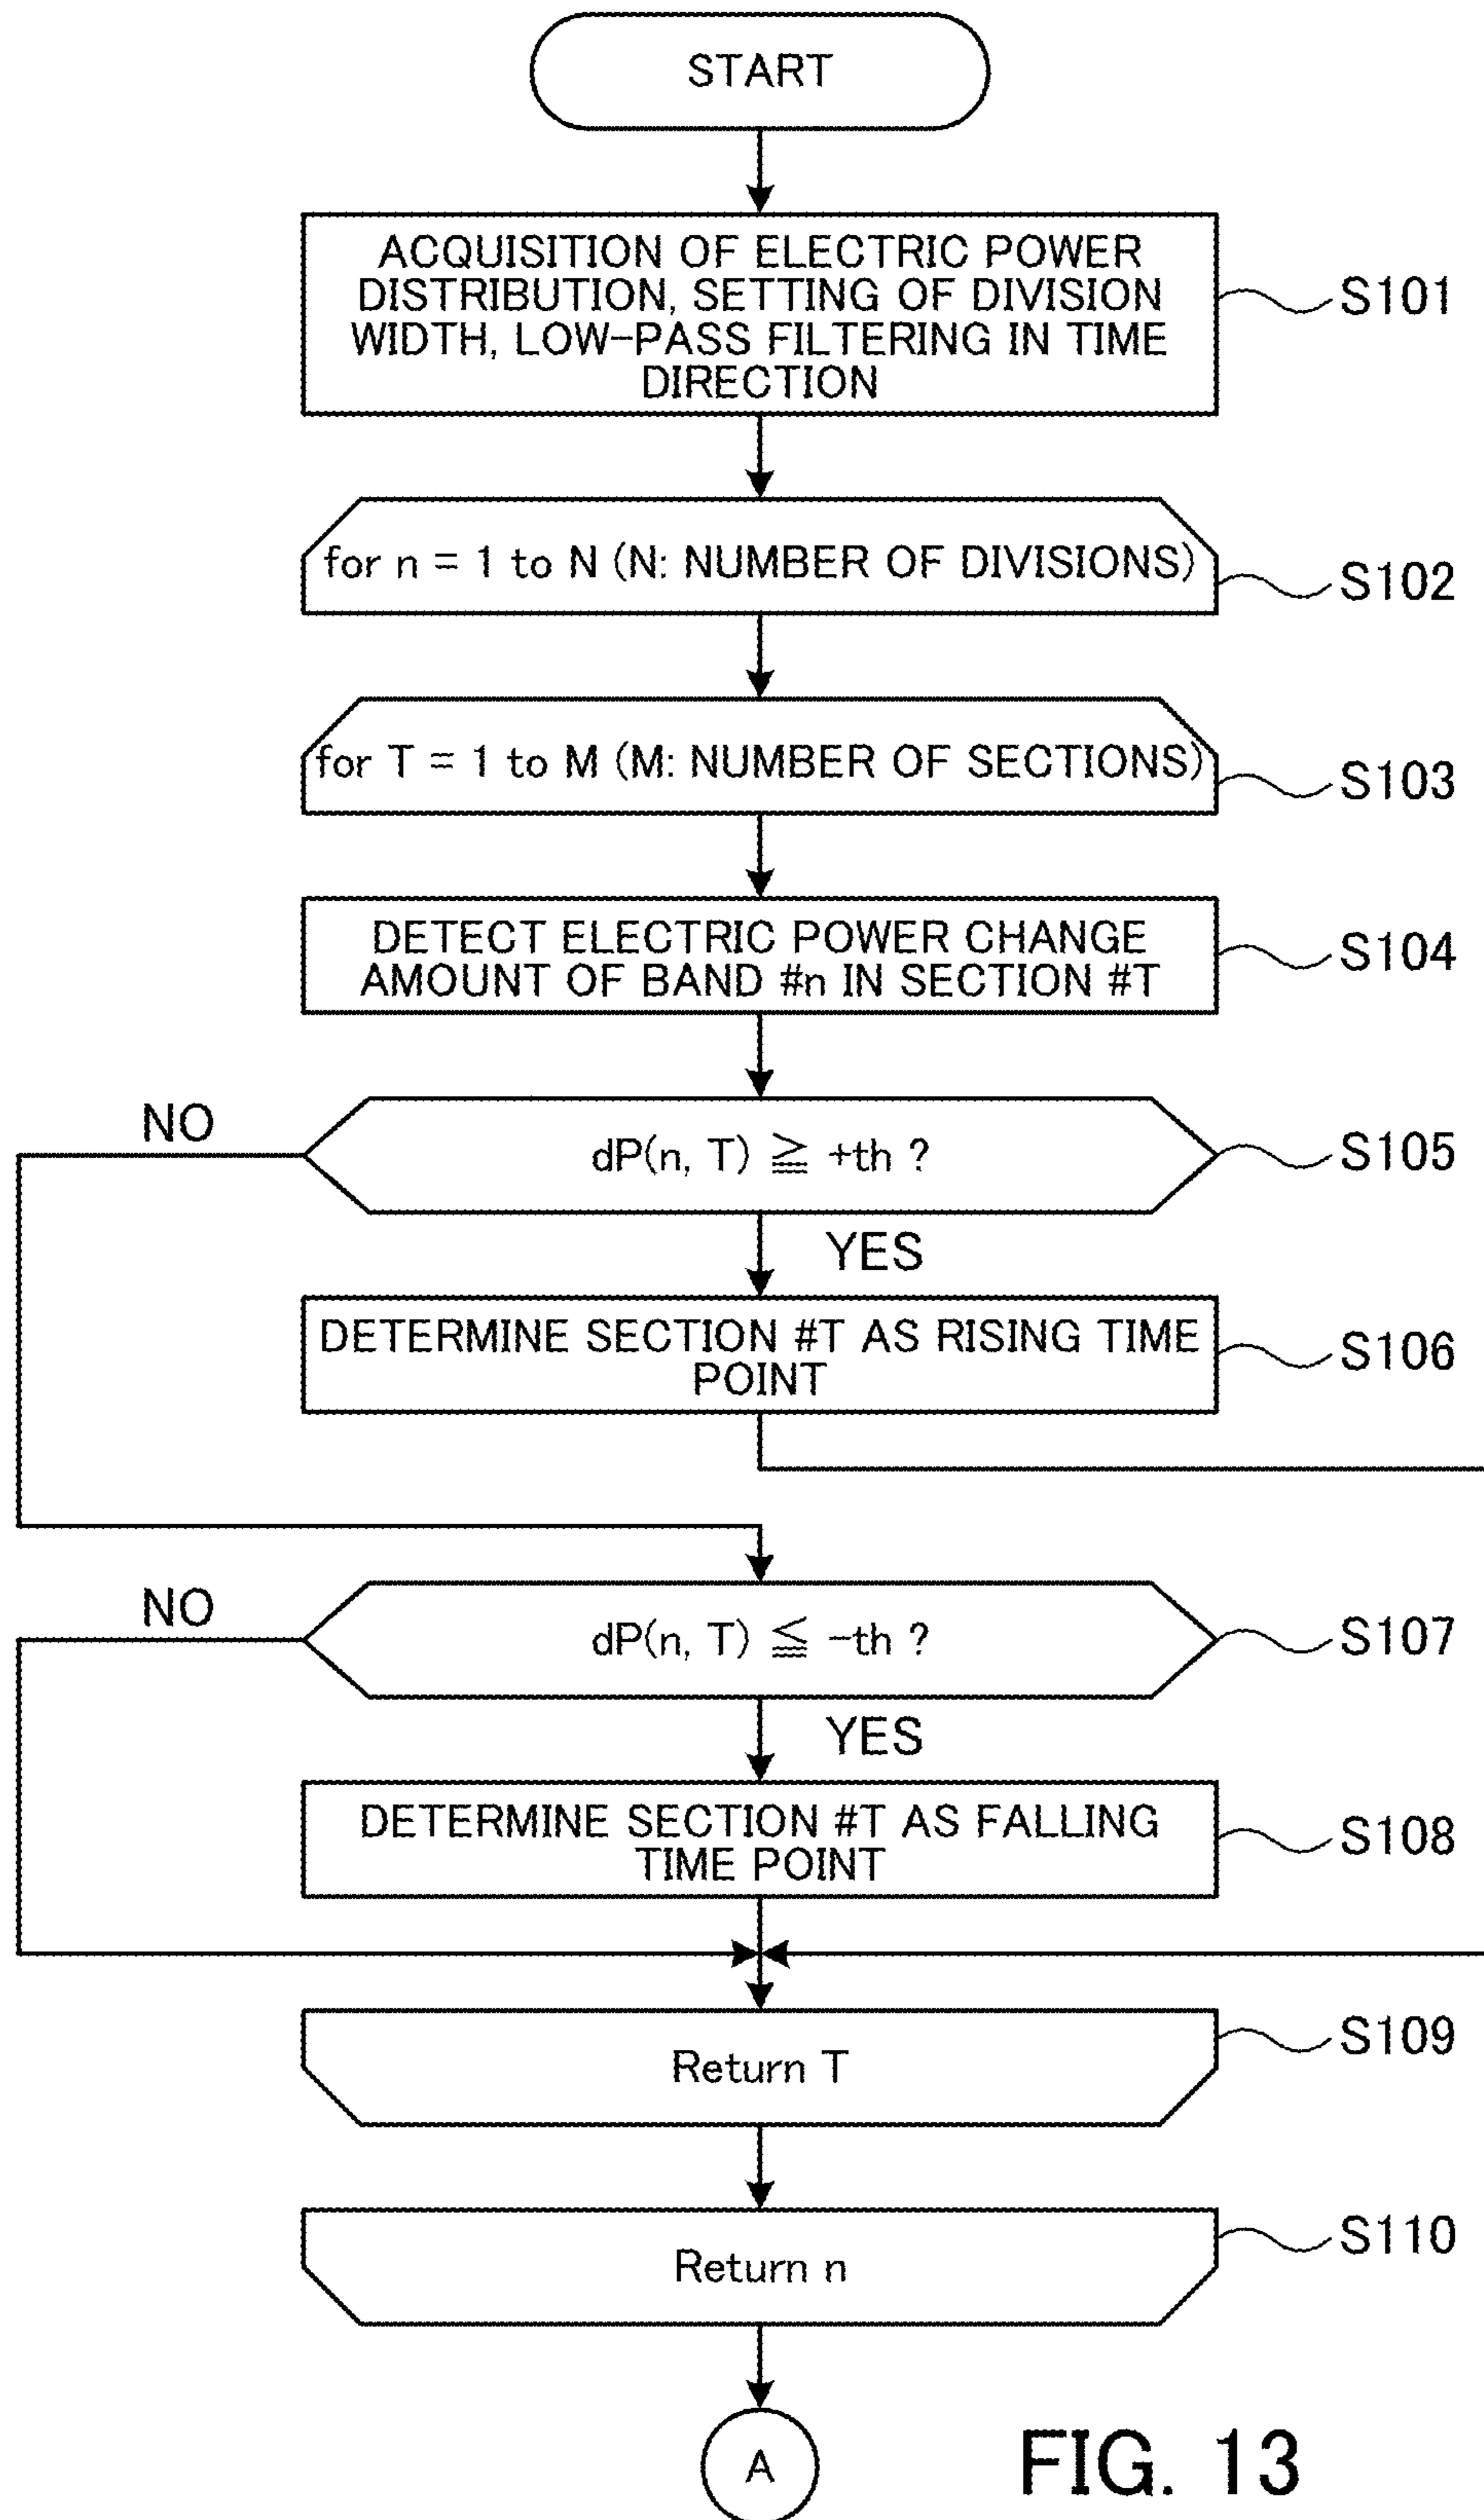 START
ACQUISITION OF ELECTRIC POWER
DISTRIBUTION, SETTING OF DIVISION
WIDTH, LOW-PASS FILTERING IN TIME
DIRECTION
S101
for n = 1 to N (N: NUMBER OF DIVISIONS)
S102
for T = 1 to M (M: NUMBER OF SECTIONS)
S103
DETECT ELECTRIC POWER CHANGE
AMOUNT OF BAND #n IN SECTION #T
S104
NO
dP(n, T) ≧ +th ?
S105
YES
DETERMINE SECTION #T AS RISING TIME
POINT
S106
NO
dP(n, T) ≦ -th ?
S107
YES
DETERMINE SECTION #T AS FALLING
TIME POINT
S108
Return T
S109
Return n
S110
A
FIG. 13